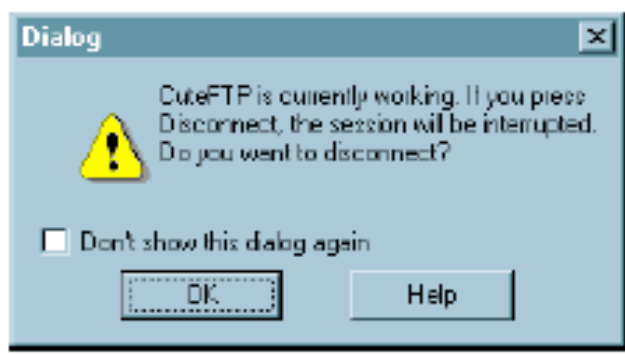 Dialog
CuteFTP is currently working. If you press
Disconnect, the session will be interrupted.
Do you want to disconnect?
Don't show this dialog again
OK
Help